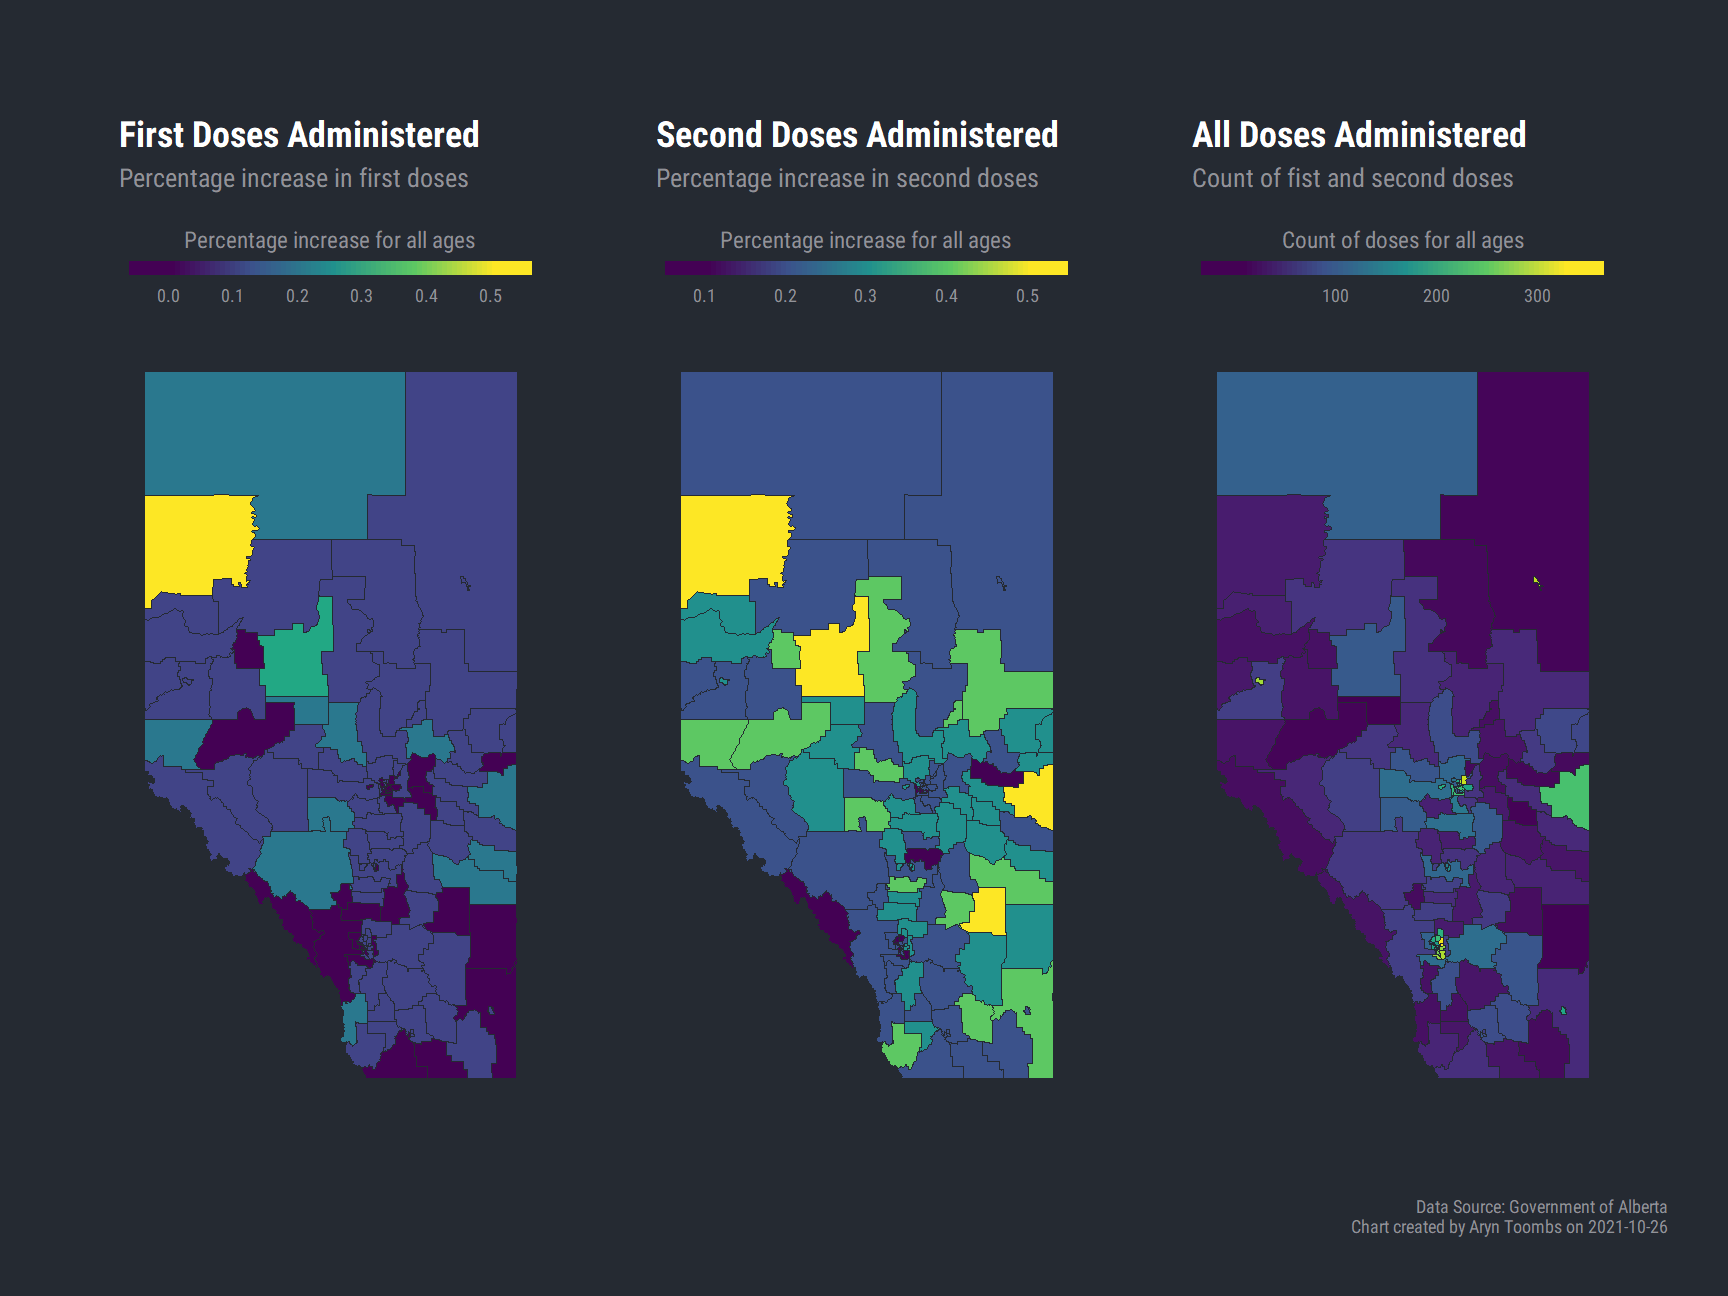 First Doses Administered
Percentage increase in first doses
Percentage increase for all ages
0.0 0.1 0.2 0.3 0.4 0.5
Second Doses Administered
Percentage increase in second doses
Percentage increase for all ages
0.1 0.2 0.3 0.4 0.5
All Doses Administered
Count of fist and second doses
Count of doses for all ages
100 200 300
Data Source: Government of Alberta
Chart created by Aryn Toombs on 2021-10-26